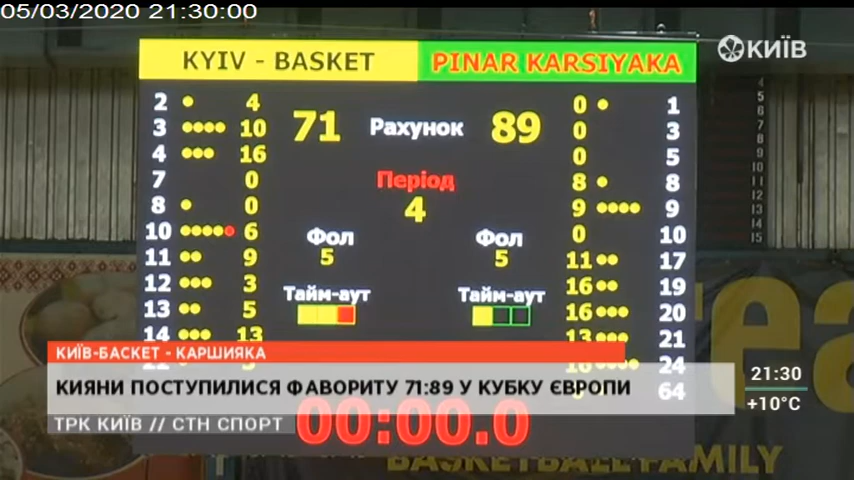 05/03/2020 21:30:00
КИЇВ
KYIV - BASKET PINAR KARSIYAKA
2 4 0 1
3 10 71 Рахунок 89 0 3
4 16 0 5
7 0 Період 8 8
8 0 4 9 9
10 6 Фол Фол 0 10
11 9 5 5 11 17
12 3 Тайм-аут Тайм-аут 16 19
13 5 16 20
14 13 13 21
24
64
КИЇВ-БАСКЕТ - КАРШИЯКА
КИЯНИ ПОСТУПИЛИСЯ ФАВОРИТУ 71:89 У КУБКУ ЄВРОПИ
ТРК КИЇВ // СТН СПОРТ
21:30
+10°C
00:00.0
BASKETBALL FAMILY